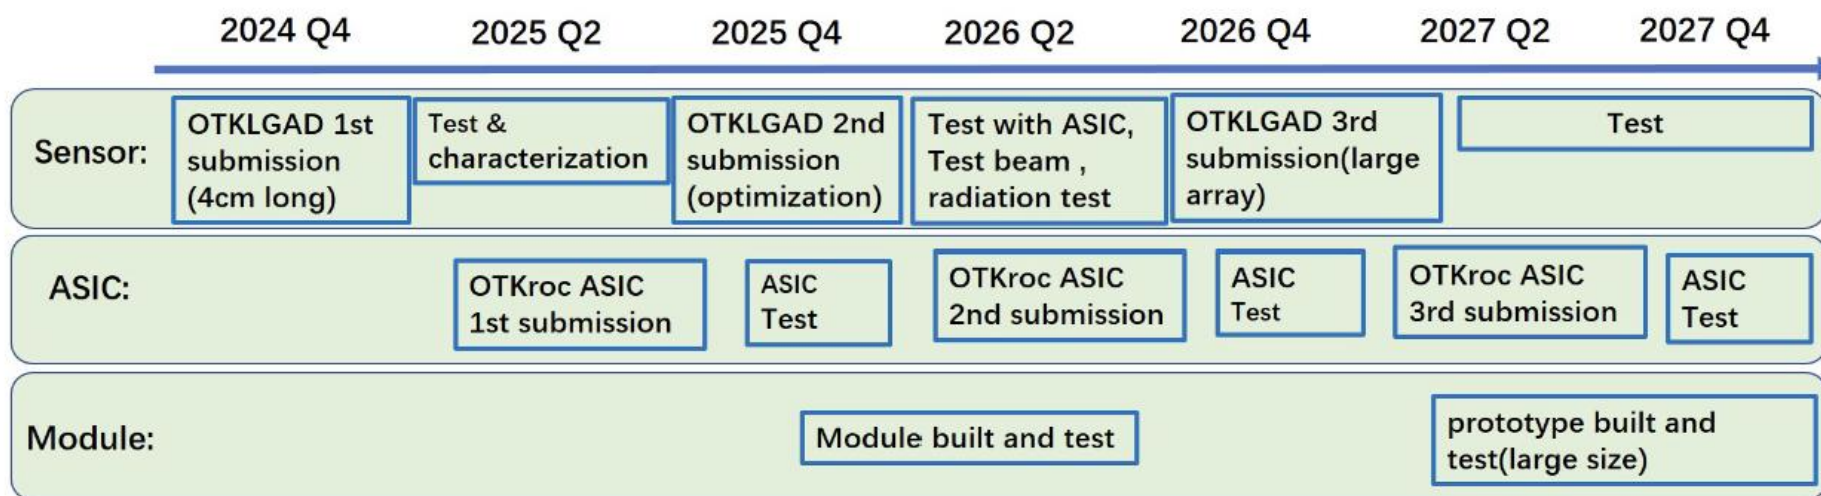 2024 Q4 2025 Q2 2025 Q4 2026 Q2 2026 Q4 2027 Q2 2027 Q4
Sensor:
OTKLGAD 1st
submission
(4cm long)
Test &
characterization
OTKLGAD 2nd
submission
(optimization)
Test with ASIC,
Test beam ,
radiation test
OTKLGAD 3rd
submission(large
array)
Test
ASIC:
OTKroc ASIC
1st submission
ASIC
Test
OTKroc ASIC
2nd submission
ASIC
Test
OTKroc ASIC
3rd submission
ASIC
Test
Module:
Module built and test
prototype built and
test(large size)